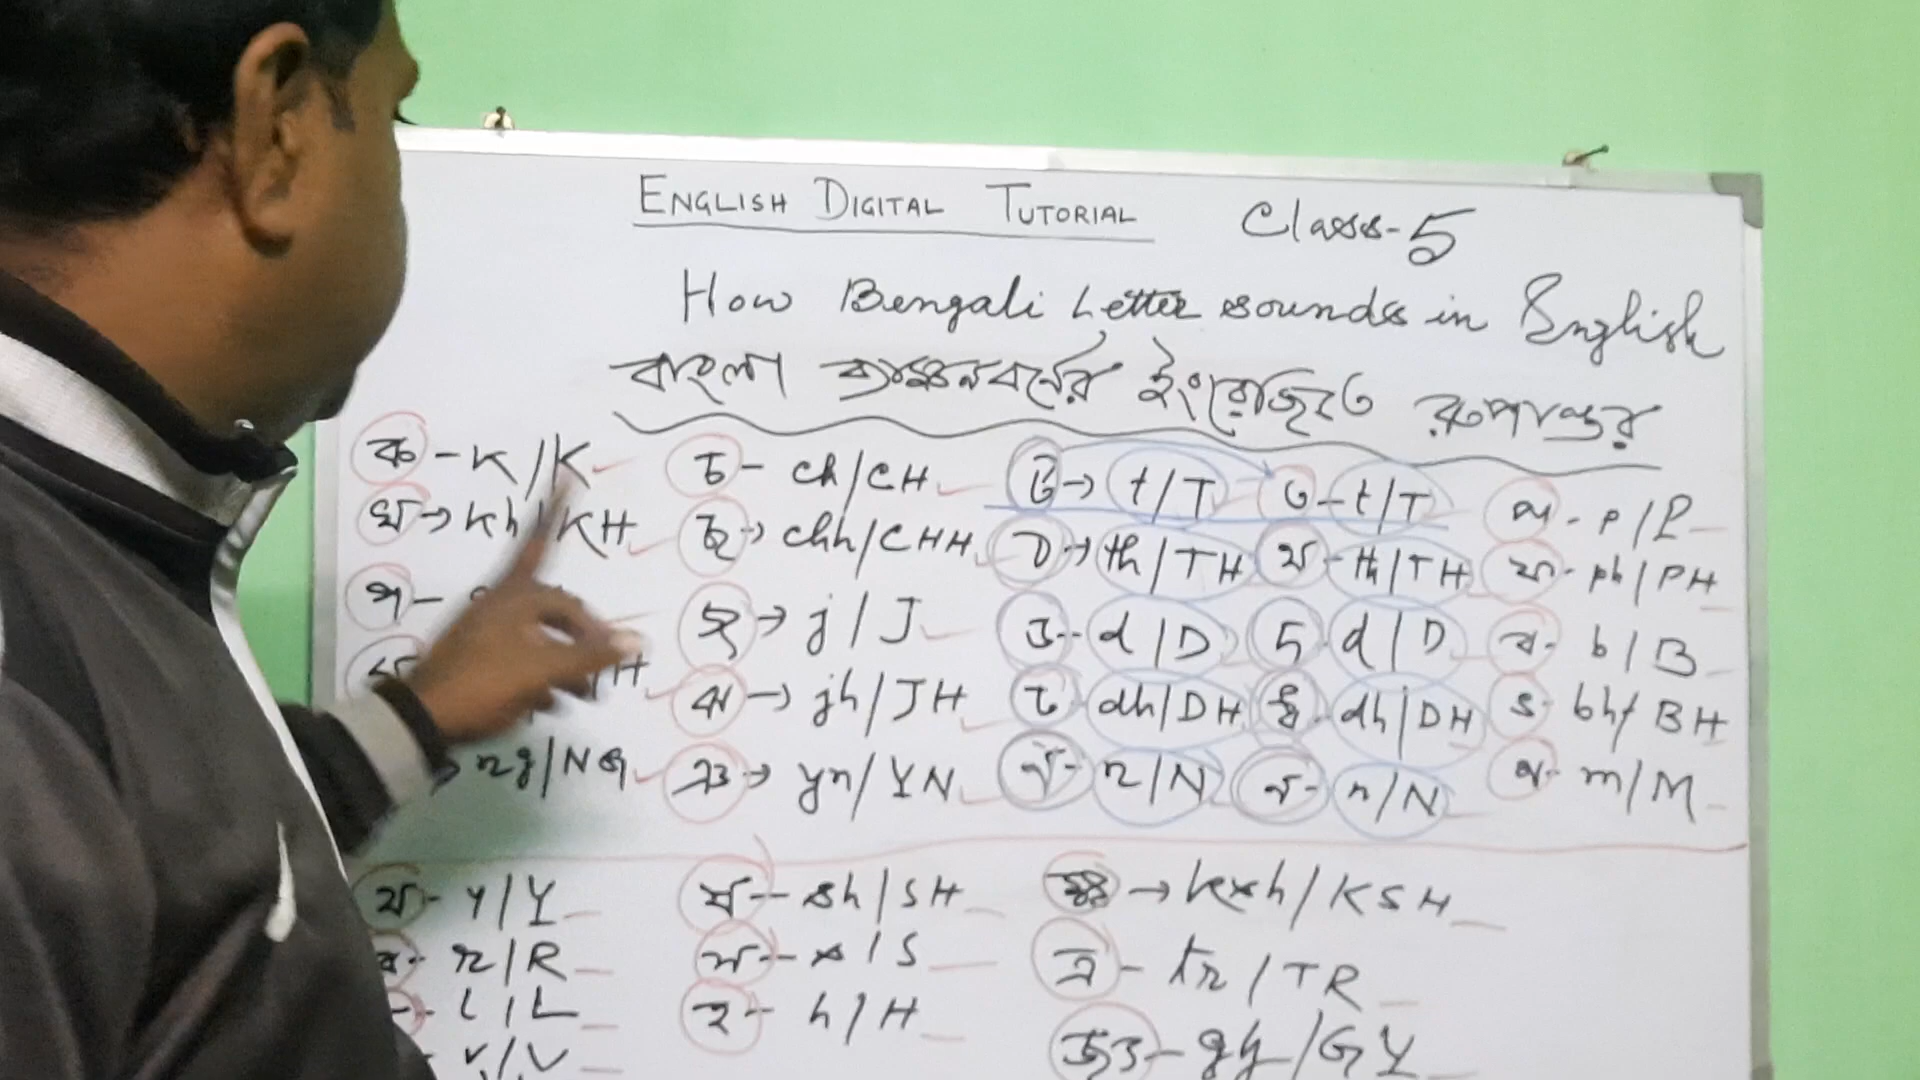 ENGLISH DIGITAL TUTORIAL Class-5
How Bengali Letter sounds in English
বাংলা ব্যঞ্জনবর্ণের ইংরেজিতে রূপান্তর
ক - k/K চ - ch/CH ট → t/T ত - t/T প - p/P
খ → kh/KH ছ → chh/CHH ঠ → th/TH থ - th/TH ফ - ph/PH
গ - জ → j/J ড - d/D দ - d/D ব - b/B
ঘ H ঝ → jh/JH ঢ - dh/DH ধ - dh/DH ভ - bh/BH
→ ng/NG ঞ → yn/YN ণ - n/N ন - n/N ম - m/M
য - y/Y ষ - sh/SH ক্ষ → ksh/KSH
র - r/R স - s/S ত্র - tr/TR
- l/L হ - h/H
- v/V জ্ঞ - gy/GY